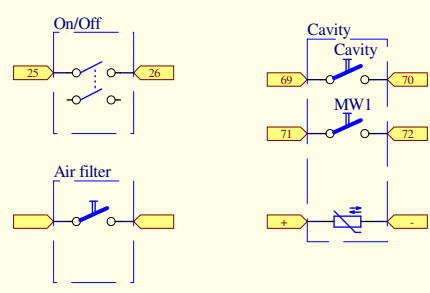 On/Off
25 26
Air filter
Cavity
Cavity
69 70
MW1
71 72
+ -